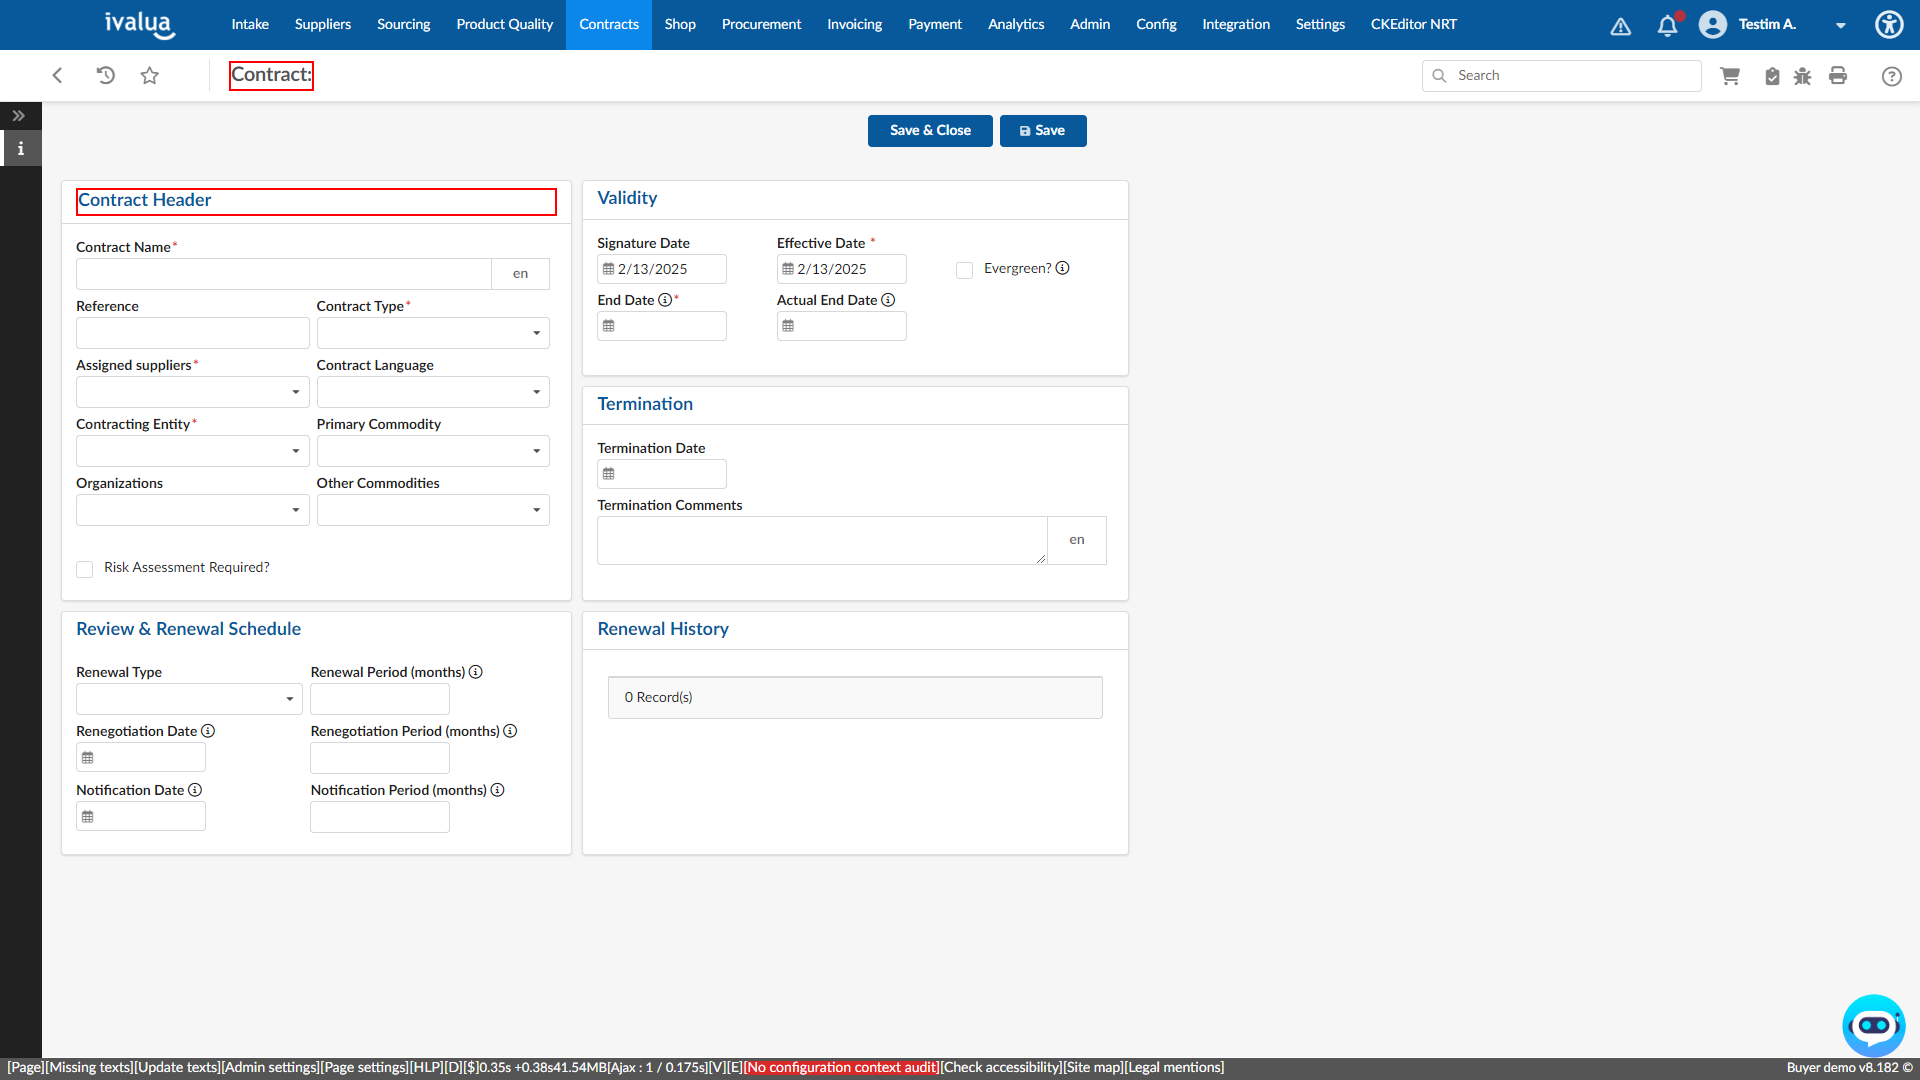 ivalua Intake Suppliers Sourcing Product Quality Contracts Shop Procurement Invoicing Payment Analytics Admin Config Integration Settings CKEditor NRT Testim A.
Contract:
Search
Save & Close
Save
Contract Header
Contract Name*
en
Reference
Contract Type*
Assigned suppliers*
Contract Language
Contracting Entity*
Primary Commodity
Organizations
Other Commodities
Risk Assessment Required?
Validity
Signature Date
Effective Date *
2/13/2025
2/13/2025
Evergreen?
End Date *
Actual End Date
Termination
Termination Date
Termination Comments
en
Review & Renewal Schedule
Renewal Type
Renewal Period (months)
Renegotiation Date
Renegotiation Period (months)
Notification Date
Notification Period (months)
Renewal History
0 Record(s)
[Page][Missing texts][Update texts][Admin settings][Page settings][HLP][D][$]0.35s +0.38s41.54MB[Ajax : 1 / 0.175s][V][E][No configuration context audit][Check accessibility][Site map][Legal mentions]
Buyer demo v8.182 ©